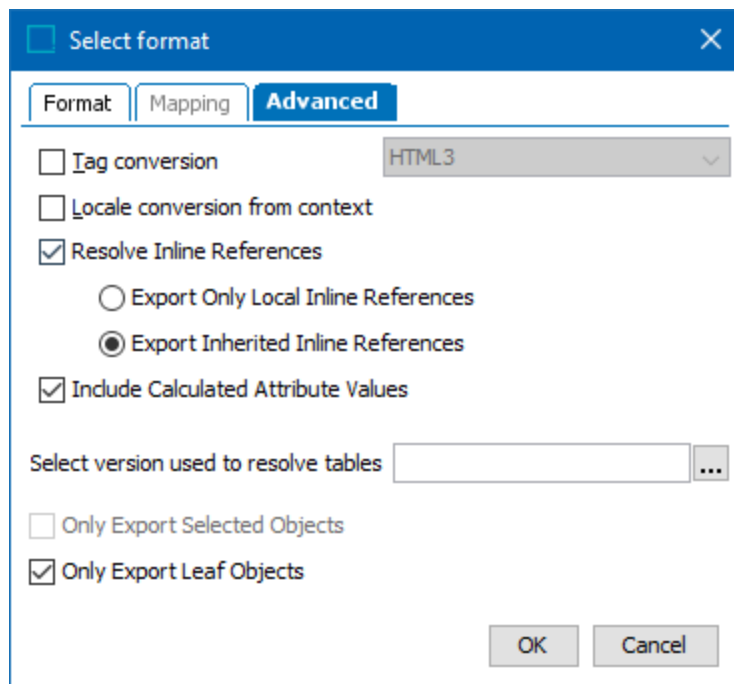 Select format
Format Mapping Advanced
Tag conversion HTML3
Locale conversion from context
Resolve Inline References
Export Only Local Inline References
Export Inherited Inline References
Include Calculated Attribute Values
Select version used to resolve tables ...
Only Export Selected Objects
Only Export Leaf Objects
OK Cancel